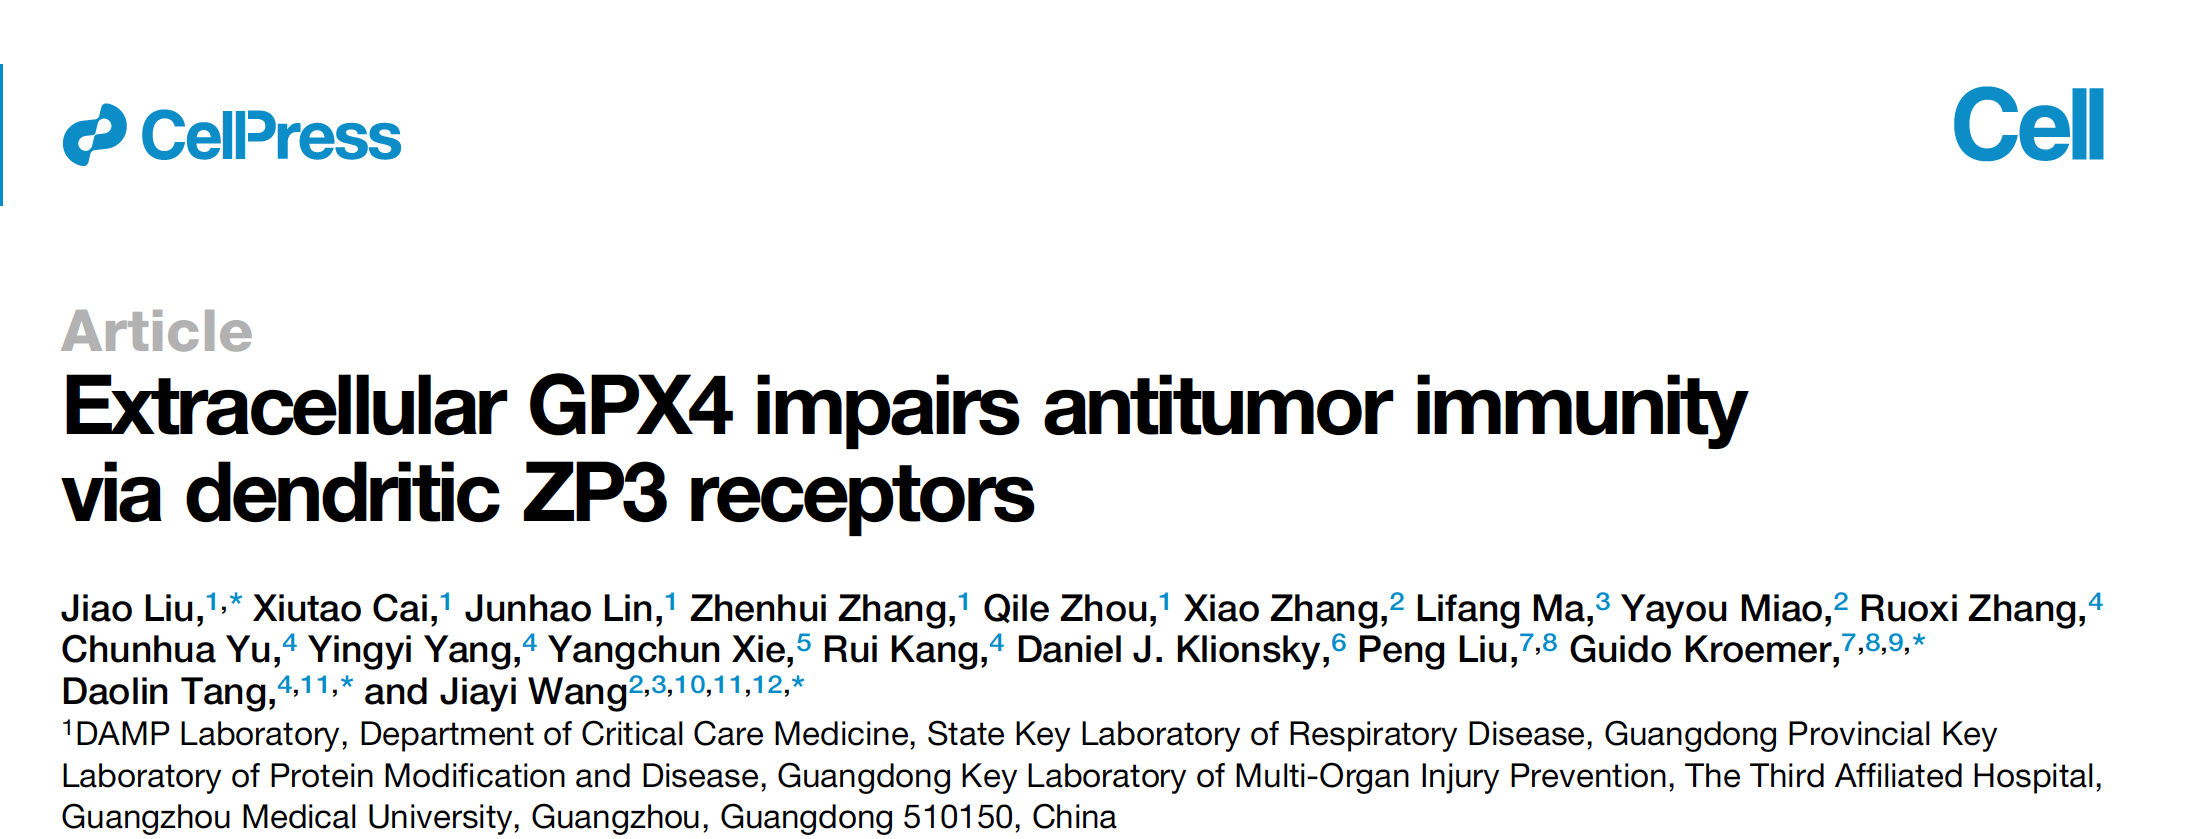 CellPress
Cell
Article
Extracellular GPX4 impairs antitumor immunity
via dendritic ZP3 receptors
Jiao Liu,1,* Xiutao Cai,1 Junhao Lin,1 Zhenhui Zhang,1 Qile Zhou,1 Xiao Zhang,2 Lifang Ma,3 Yayou Miao,2 Ruoxi Zhang,4
Chunhua Yu,4 Yingyi Yang,4 Yangchun Xie,5 Rui Kang,4 Daniel J. Klionsky,6 Peng Liu,7,8 Guido Kroemer,7,8,9,*
Daolin Tang,4,11,* and Jiayi Wang2,3,10,11,12,*
1DAMP Laboratory, Department of Critical Care Medicine, State Key Laboratory of Respiratory Disease, Guangdong Provincial Key
Laboratory of Protein Modification and Disease, Guangdong Key Laboratory of Multi-Organ Injury Prevention, The Third Affiliated Hospital,
Guangzhou Medical University, Guangzhou, Guangdong 510150, China